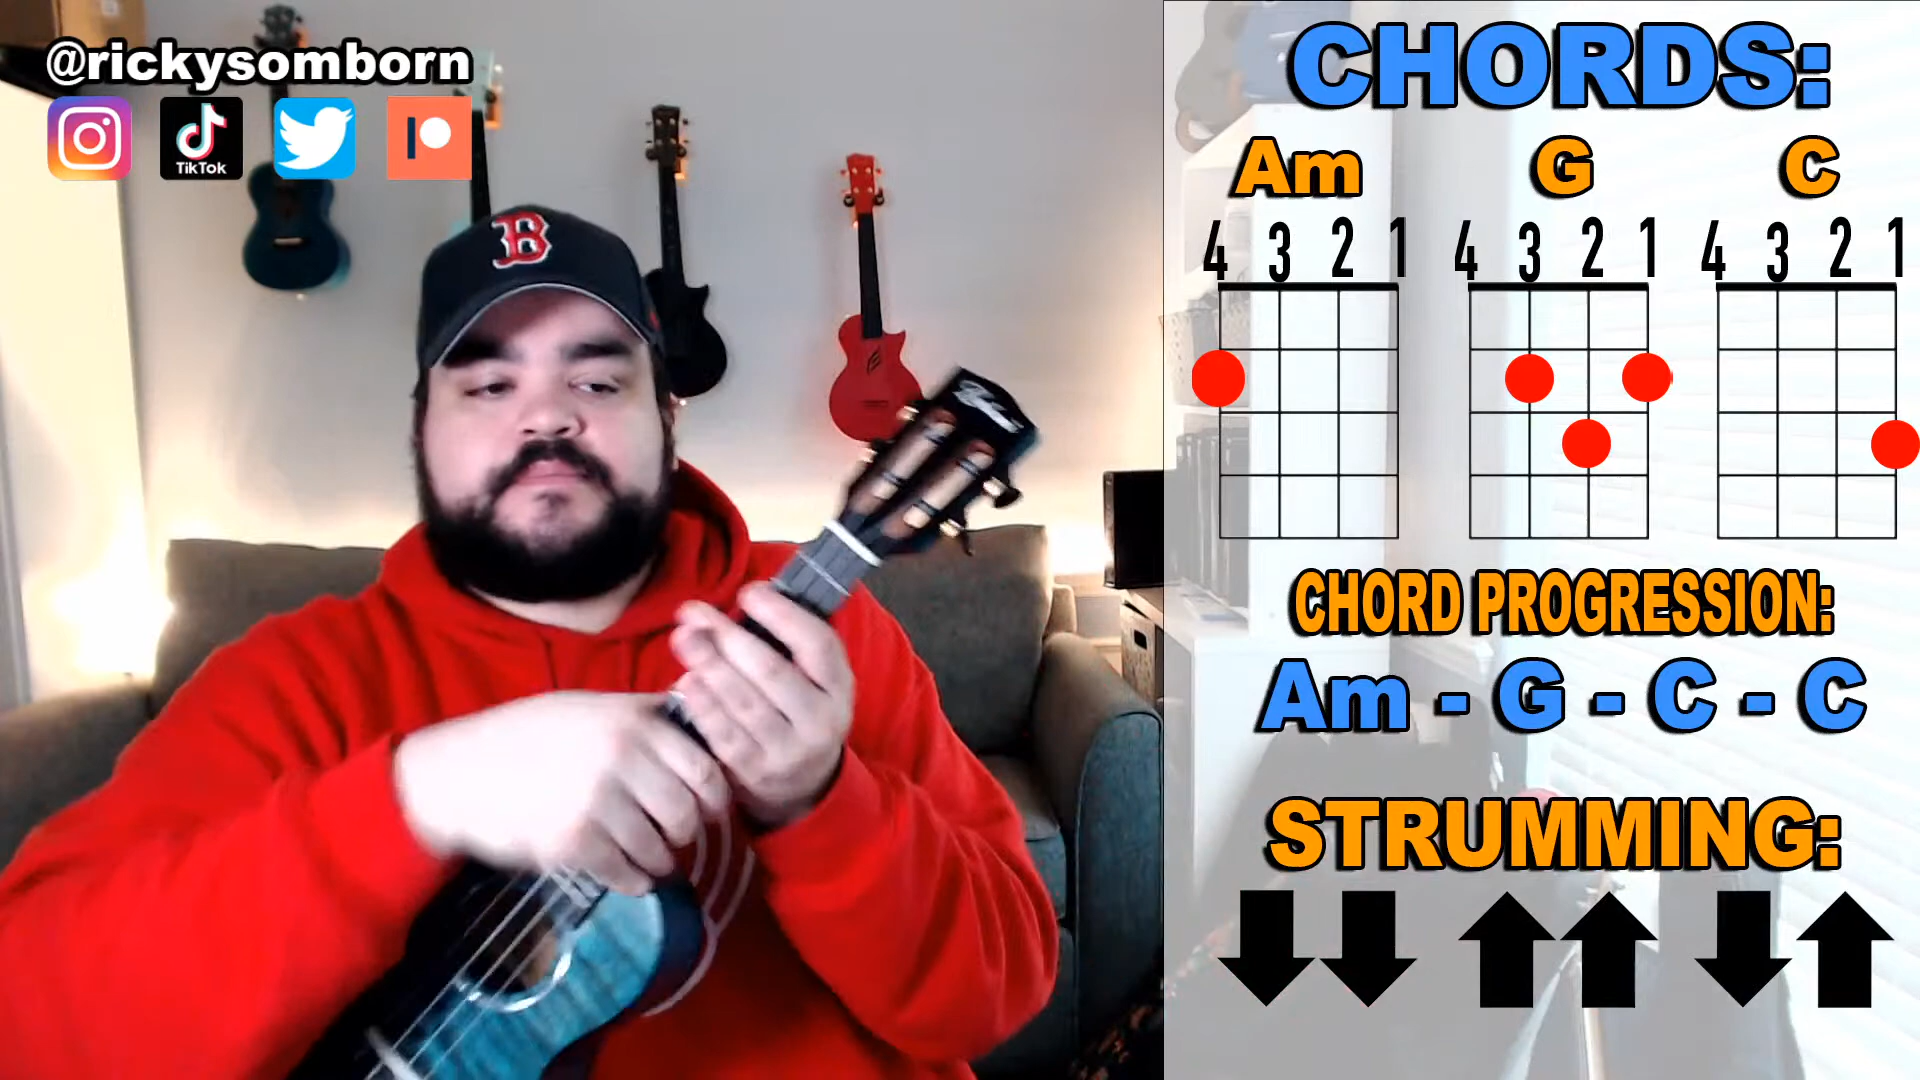 @rickysomborn
TikTok
B
CHORDS:
Am G C
4 3 2 1 4 3 2 1 4 3 2 1
CHORD PROGRESSION:
Am - G - C - C
STRUMMING: